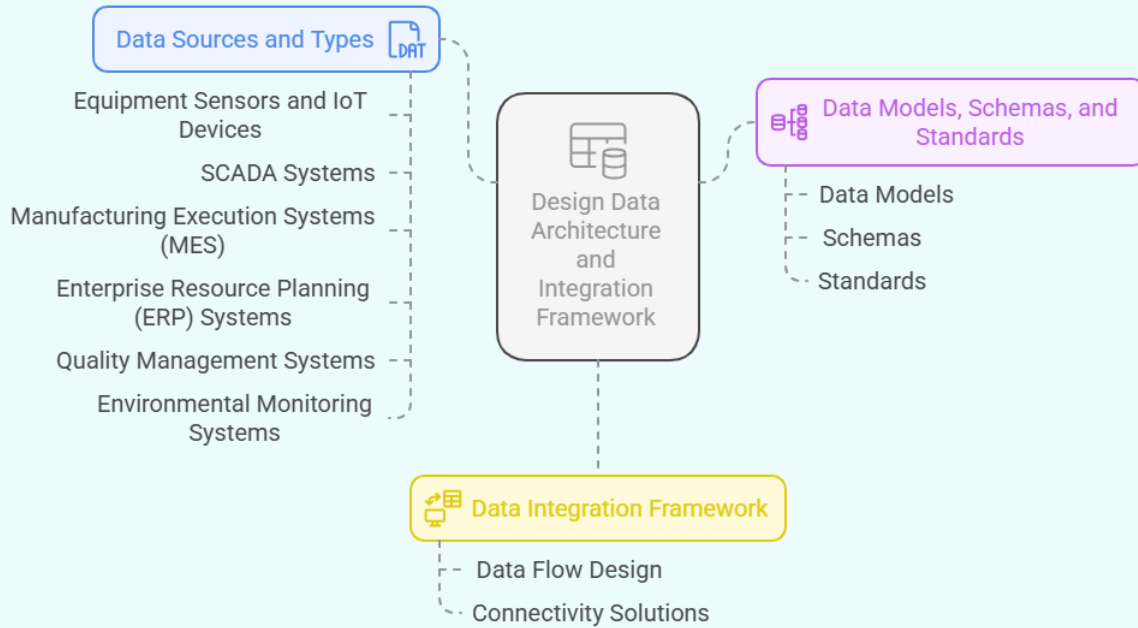 Data Sources and Types
DAT
Equipment Sensors and IoT
Devices
SCADA Systems
Manufacturing Execution Systems
(MES)
Enterprise Resource Planning
(ERP) Systems
Quality Management Systems
Environmental Monitoring
Systems
Design Data
Architecture
and
Integration
Framework
Data Models, Schemas, and
Standards
Data Models
Schemas
Standards
Data Integration Framework
Data Flow Design
Connectivity Solutions